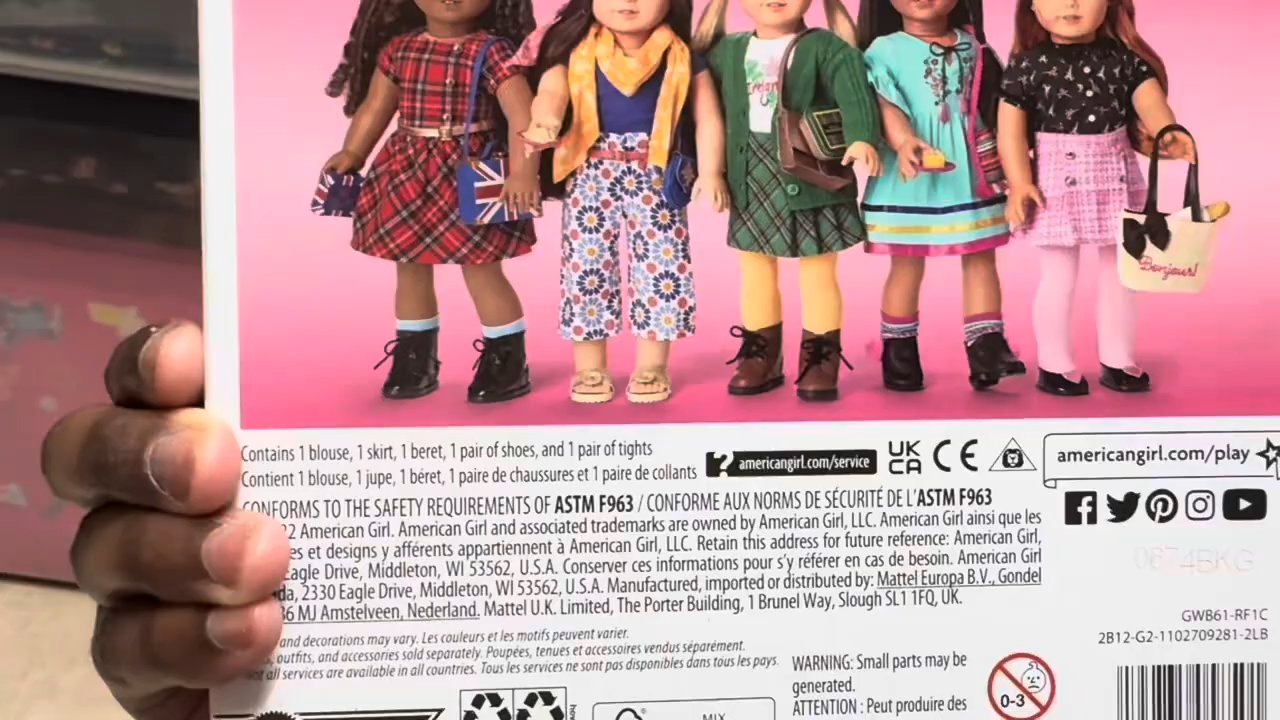 Ireland
Bonjour!
Contains 1 blouse, 1 skirt, 1 beret, 1 pair of shoes, and 1 pair of tights
Contient 1 blouse, 1 jupe, 1 béret, 1 paire de chaussures et 1 paire de collants
? americangirl.com/service
UK
CA
CE
americangirl.com/play
CONFORMS TO THE SAFETY REQUIREMENTS OF ASTM F963 / CONFORME AUX NORMS DE SÉCURITÉ DE L'ASTM F963
22 American Girl. American Girl and associated trademarks are owned by American Girl, LLC. American Girl ainsi que les
es et designs y afférents appartiennent à American Girl, LLC. Retain this address for future reference: American Girl,
Eagle Drive, Middleton, WI 53562, U.S.A. Conserver ces informations pour s'y référer en cas de besoin. American Girl
da, 2330 Eagle Drive, Middleton, WI 53562, U.S.A. Manufactured, imported or distributed by: Mattel Europa B.V., Gondel
36 MJ Amstelveen, Nederland. Mattel U.K. Limited, The Porter Building, 1 Brunel Way, Slough SL1 1FQ, UK.
0674BKG
GWB61-RF1C
2B12-G2-1102709281-2LB
and decorations may vary. Les couleurs et les motifs peuvent varier.
, outfits, and accessories sold separately. Poupées, tenues et accessoires vendus séparément.
all services are available in all countries. Tous les services ne sont pas disponibles dans tous les pays.
WARNING: Small parts may be
generated.
ATTENTION : Peut produire des
0-3
MIX